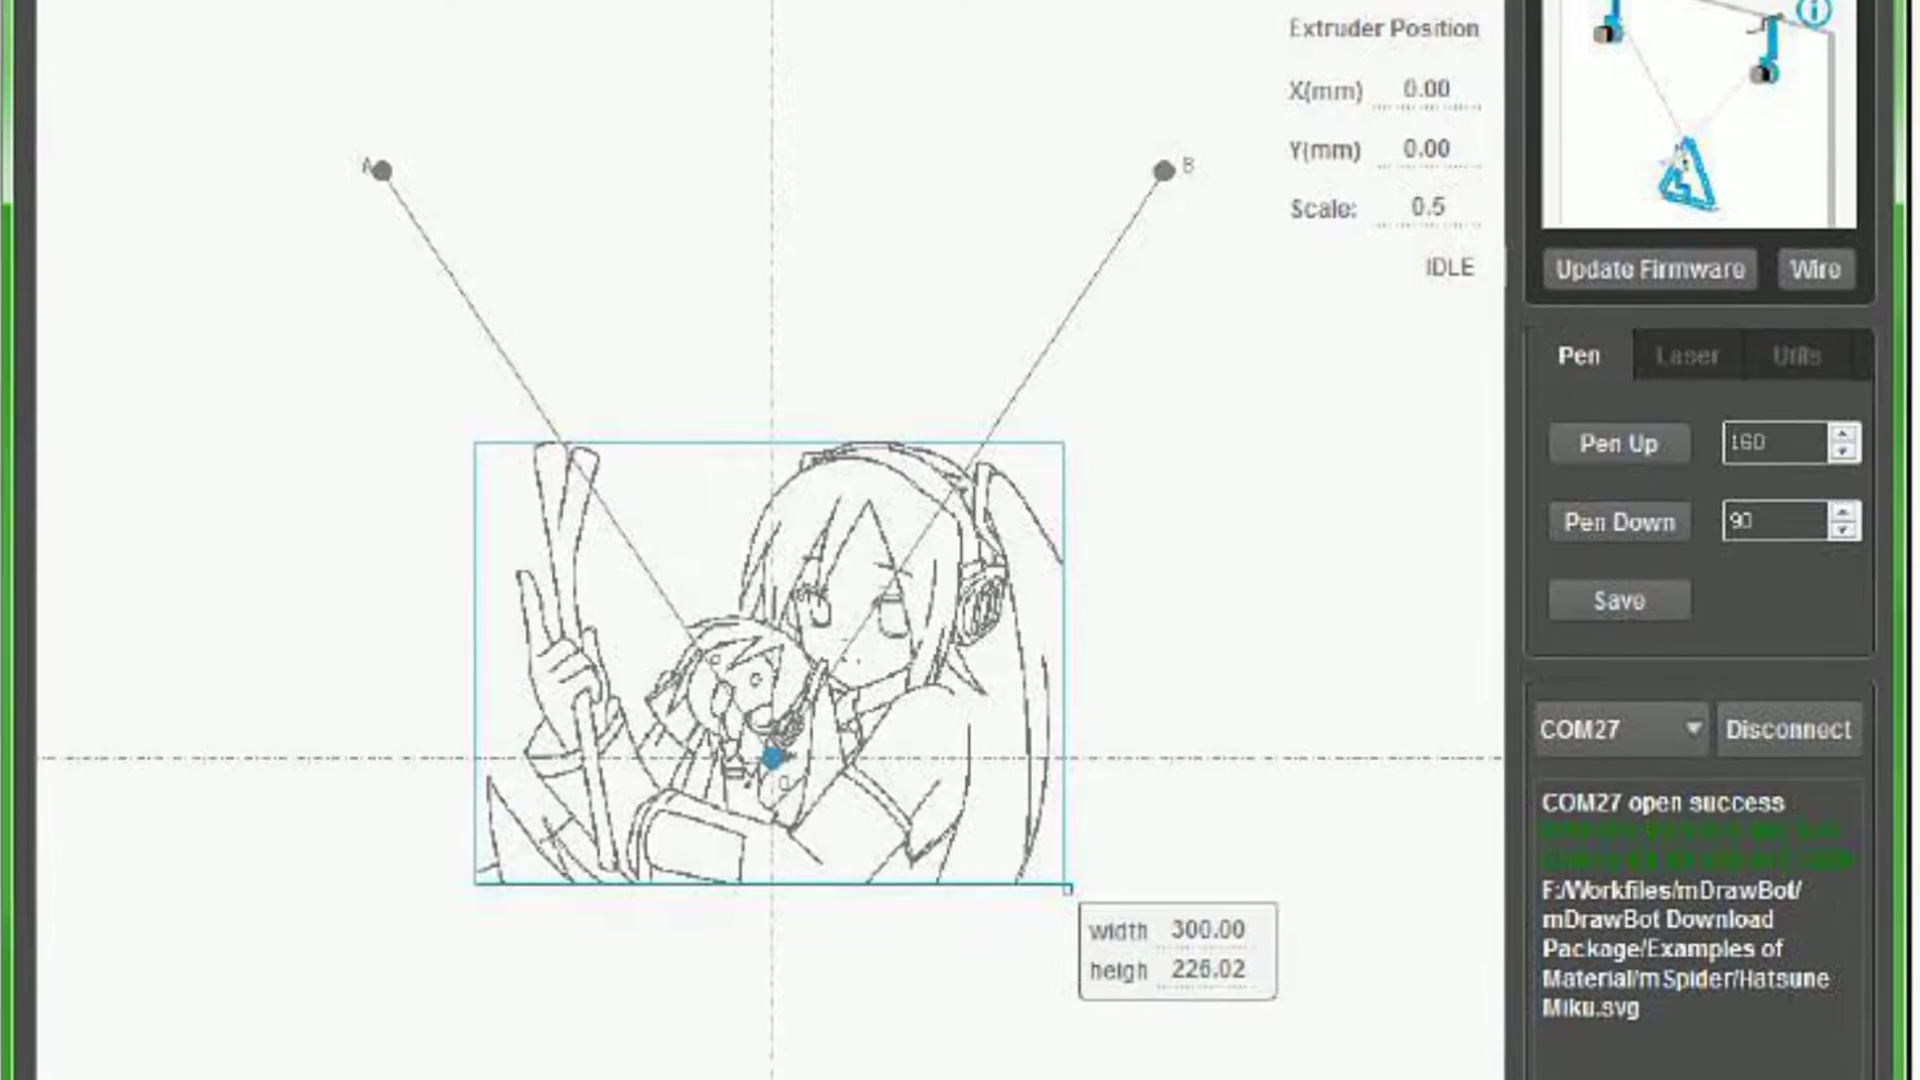 Extruder Position
X(mm) 0.00
Y(mm) 0.00
Scale: 0.5
IDLE
A
B
width 300.00
heigh 226.02
i
Update Firmware Wire
Pen Laser Utils
Pen Up 160
Pen Down 90
Save
COM27 Disconnect
COM27 open success
F:/Workfiles/mDrawBot/
mDrawBot Download
Package/Examples of
Material/mSpider/Hatsune
Miku.svg